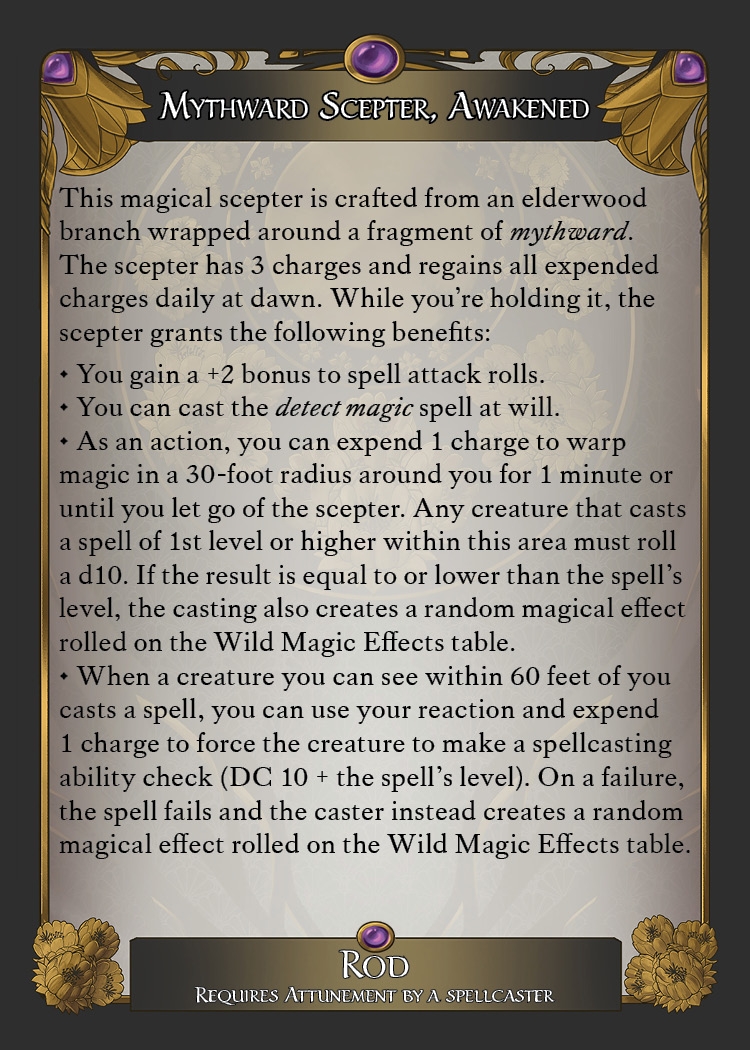 Mythward Scepter, Awakened
This magical scepter is crafted from an elderwood
branch wrapped around a fragment of mythward.
The scepter has 3 charges and regains all expended
charges daily at dawn. While you're holding it, the
scepter grants the following benefits:
• You gain a +2 bonus to spell attack rolls.
• You can cast the detect magic spell at will.
• As an action, you can expend 1 charge to warp
magic in a 30-foot radius around you for 1 minute or
until you let go of the scepter. Any creature that casts
a spell of 1st level or higher within this area must roll
a d10. If the result is equal to or lower than the spell's
level, the casting also creates a random magical effect
rolled on the Wild Magic Effects table.
• When a creature you can see within 60 feet of you
casts a spell, you can use your reaction and expend
1 charge to force the creature to make a spellcasting
ability check (DC 10 + the spell's level). On a failure,
the spell fails and the caster instead creates a random
magical effect rolled on the Wild Magic Effects table.
Rod
Requires Attunement by a spellcaster